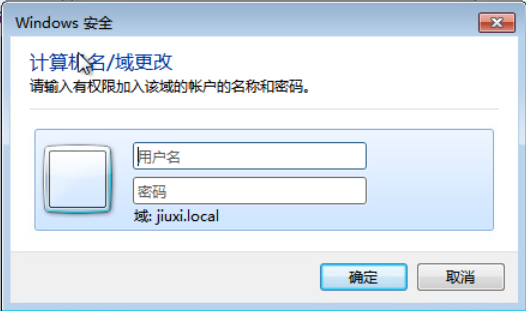 Windows 安全
计算机名/域更改
请输入有权限加入该域的帐户的名称和密码。
用户名
密码
域: jiuxi.local
确定
取消